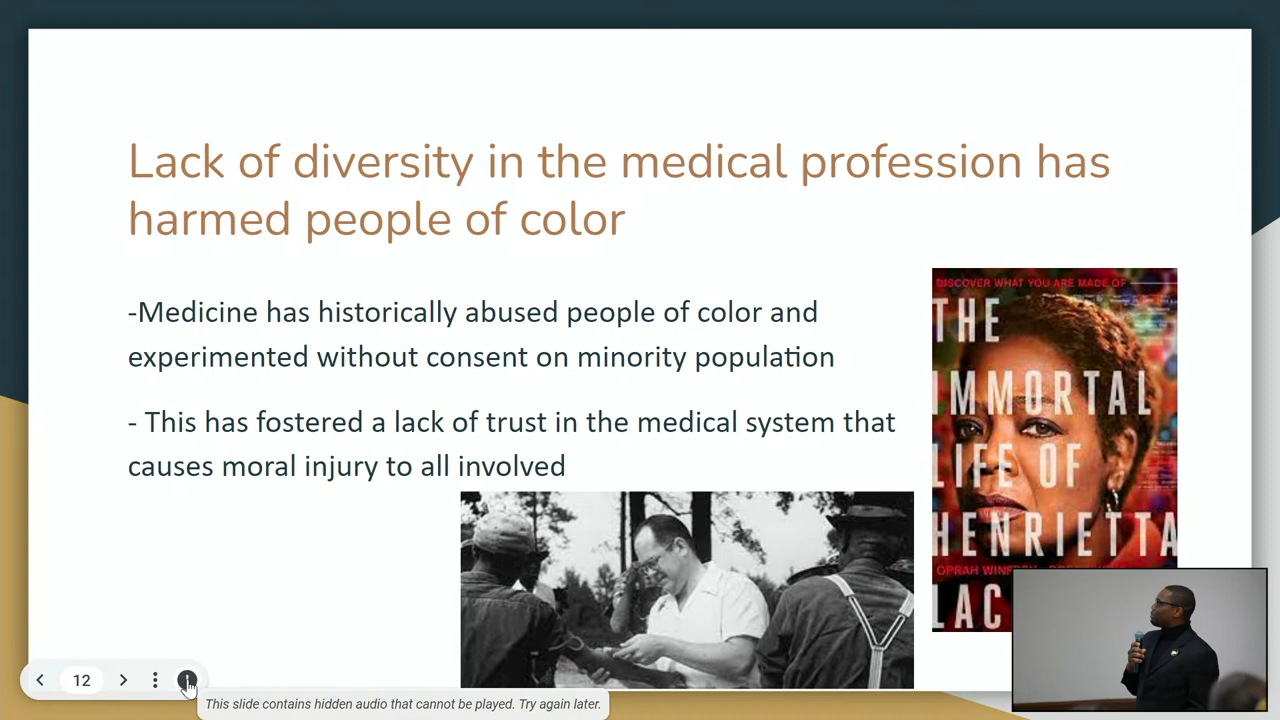 Lack of diversity in the medical profession has
harmed people of color
-Medicine has historically abused people of color and
experimented without consent on minority population
- This has fostered a lack of trust in the medical system that
causes moral injury to all involved
DISCOVER WHAT YOU ARE MADE OF
THE
IMMORTAL
LIFE OF
HENRIETTA
OPRAH
LAC
12
This slide contains hidden audio that cannot be played. Try again later.